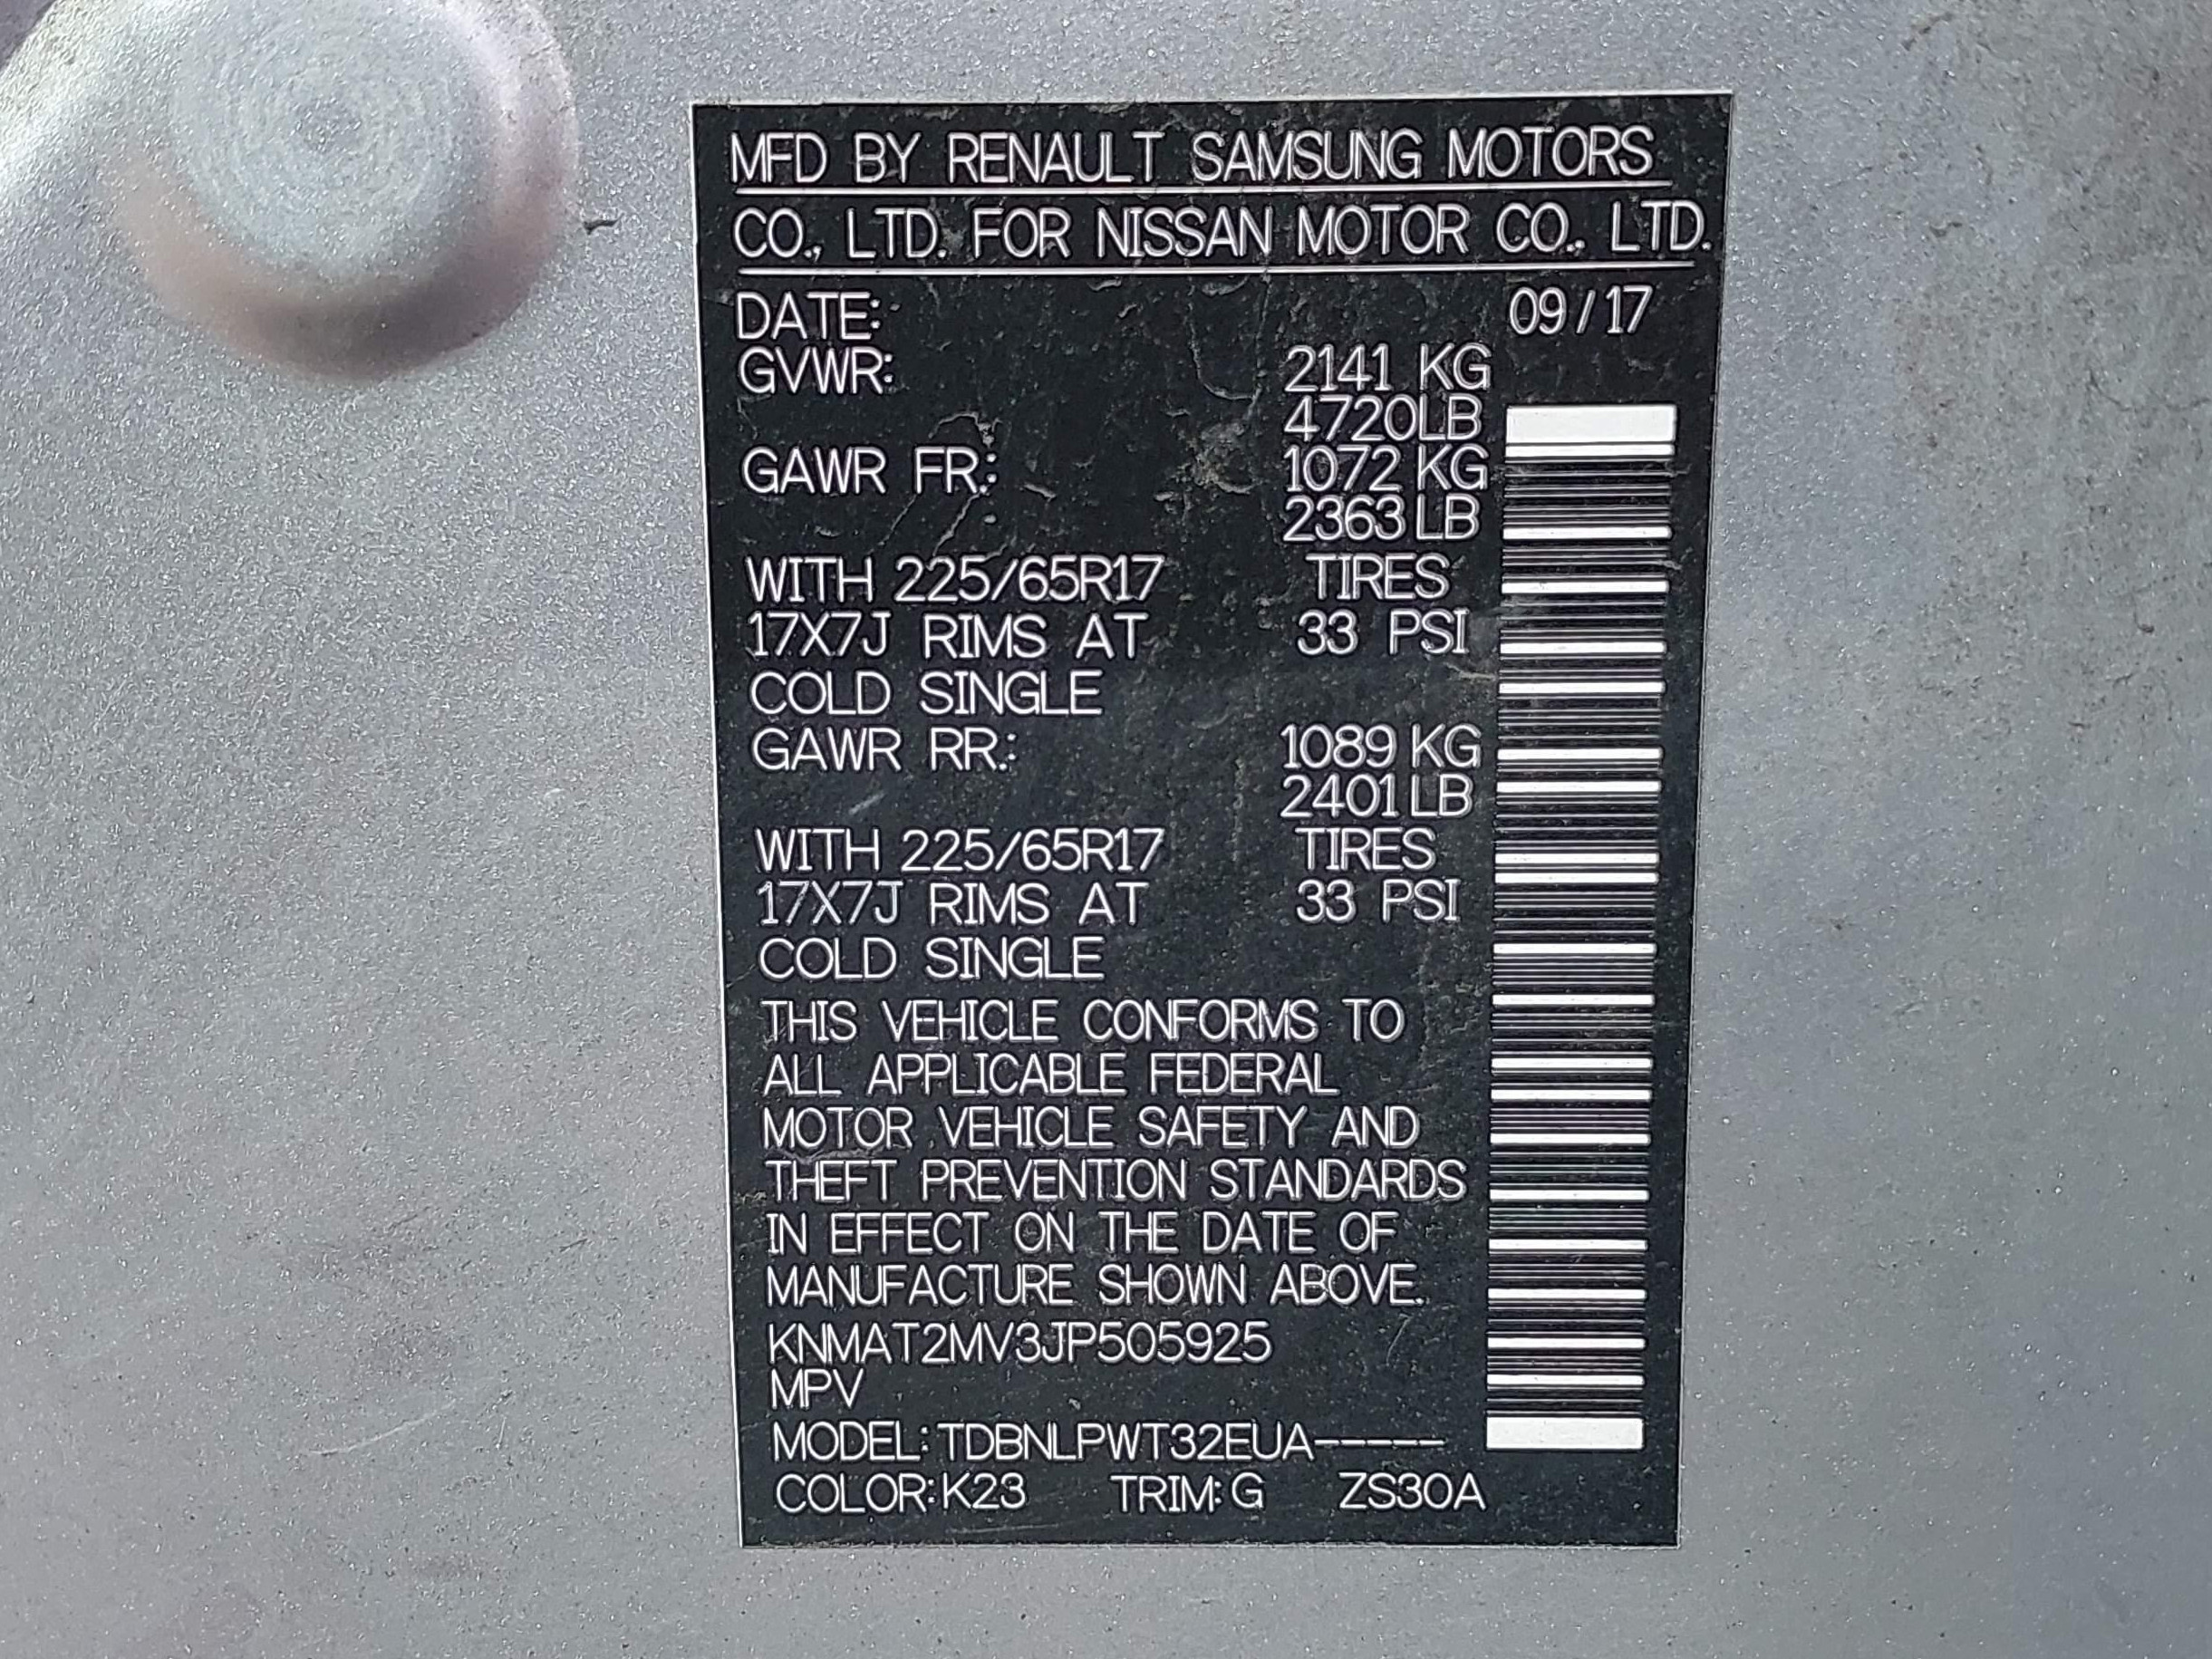 MFD BY RENAULT SAMSUNG MOTORS
CO., LTD. FOR NISSAN MOTOR CO., LTD.
DATE: 09/17
GVWR: 2141 KG
4720LB
GAWR FR.: 1072 KG
2363LB
WITH 225/65R17 TIRES
17X7J RIMS AT 33 PSI
COLD SINGLE
GAWR RR.: 1089 KG
2401LB
WITH 225/65R17 TIRES
17X7J RIMS AT 33 PSI
COLD SINGLE
THIS VEHICLE CONFORMS TO
ALL APPLICABLE FEDERAL
MOTOR VEHICLE SAFETY AND
THEFT PREVENTION STANDARDS
IN EFFECT ON THE DATE OF
MANUFACTURE SHOWN ABOVE.
KNMAT2MV3JP505925
MPV
MODEL:TDBNLPWT32EUA-----
COLOR:K23 TRIM:G ZS30A